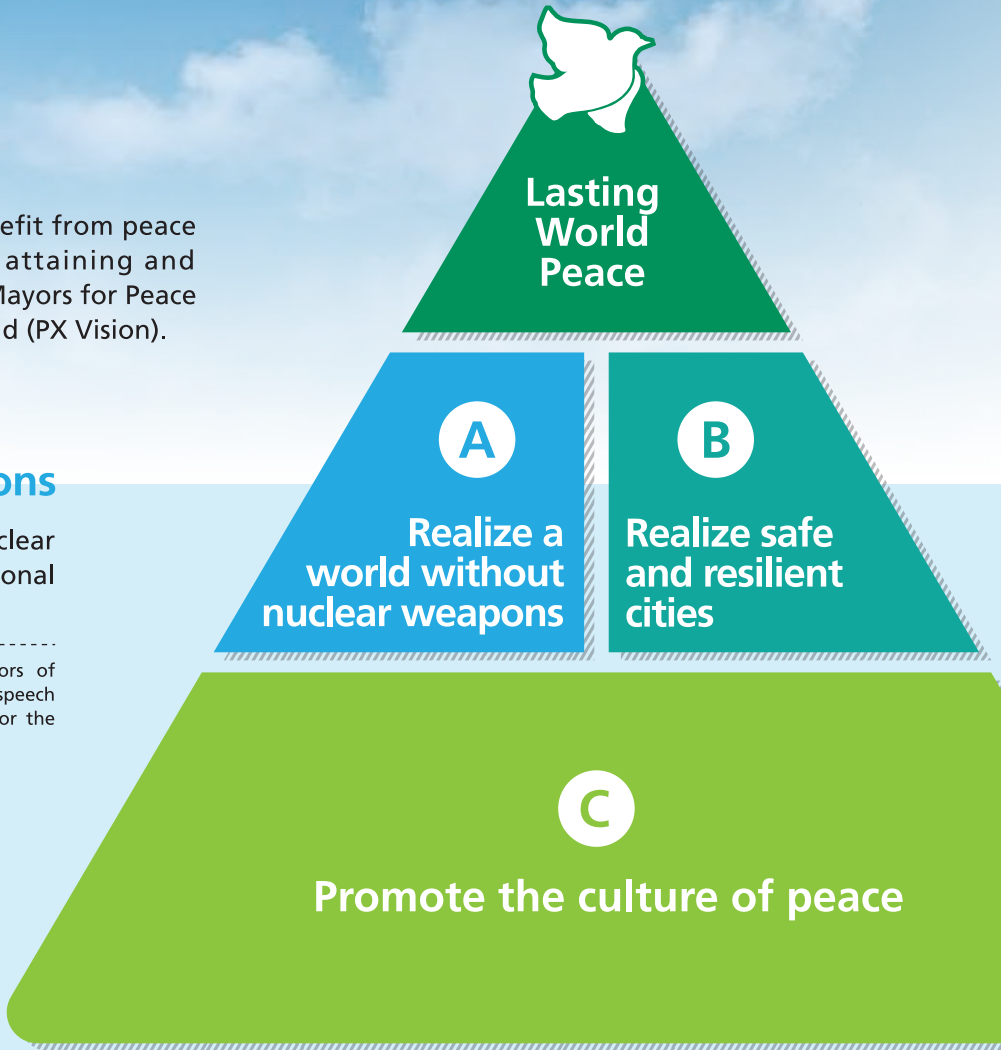 efit from peace
attaining and
Mayors for Peace
d (PX Vision).
ons
clear
onal
ors of
speech
or the
Lasting
World
Peace
A
Realize a
world without
nuclear weapons
B
Realize safe
and resilient
cities
C
Promote the culture of peace